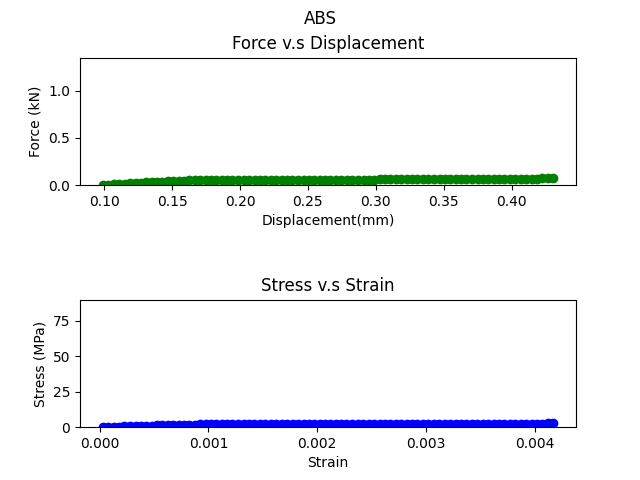 ABS
Force v.s Displacement
1.0
0.5
0.0
Force (kN)
0.10 0.15 0.20 0.25 0.30 0.35 0.40
Displacement(mm)
Stress v.s Strain
75
50
25
0
Stress (MPa)
0.000 0.001 0.002 0.003 0.004
Strain